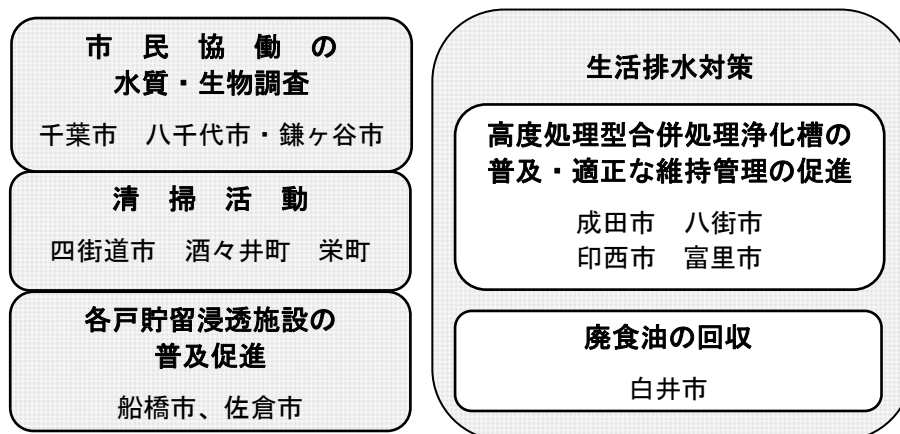 市民協働の
水質・生物調査
千葉市　八千代市・鎌ヶ谷市
清掃活動
四街道市　酒々井町　栄町
各戸貯留浸透施設の
普及促進
船橋市、佐倉市
生活排水対策
高度処理型合併処理浄化槽の
普及・適正な維持管理の促進
成田市　八街市
印西市　富里市
廃食油の回収
白井市